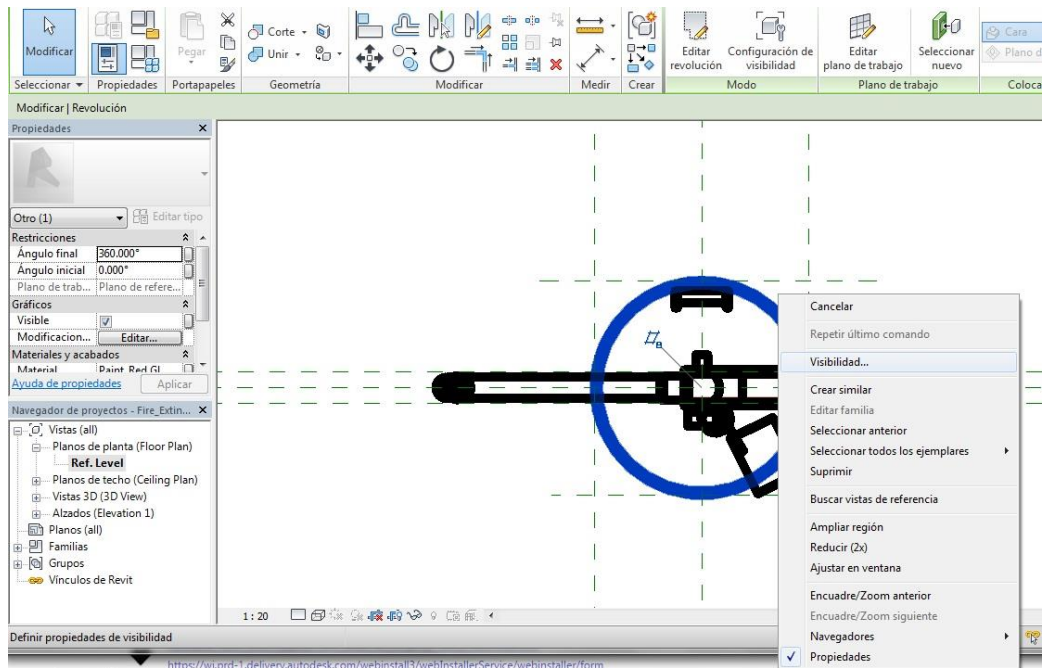 Corte
Unir
Modificar
Pegar
Editar revolución
Configuración de visibilidad
Editar plano de trabajo
Seleccionar nuevo
Cara
Plano d
Seleccionar
Propiedades
Portapapeles
Geometría
Modificar
Medir
Crear
Modo
Plano de trabajo
Coloca
Modificar | Revolución
Propiedades
Otro (1)
Editar tipo
Restricciones
Ángulo final 360.000°
Ángulo inicial 0.000°
Plano de trab... Plano de refere...
Gráficos
Visible
Modificacion... Editar...
Materiales y acabados
Material Paint Red Gl
Ayuda de propiedades
Aplicar
Navegador de proyectos - Fire_Extin...
Vistas (all)
Planos de planta (Floor Plan)
Ref. Level
Planos de techo (Ceiling Plan)
Vistas 3D (3D View)
Alzados (Elevation 1)
Planos (all)
Familias
Grupos
Vínculos de Revit
Cancelar
Repetir último comando
Visibilidad...
Crear similar
Editar familia
Seleccionar anterior
Seleccionar todos los ejemplares
Suprimir
Buscar vistas de referencia
Ampliar región
Reducir (2x)
Ajustar en ventana
Encuadre/Zoom anterior
Encuadre/Zoom siguiente
Navegadores
Propiedades
1 : 20
Definir propiedades de visibilidad
https://wi.prd-1.delivery.autodesk.com/webinstall3/webInstallerService/webinstaller/form